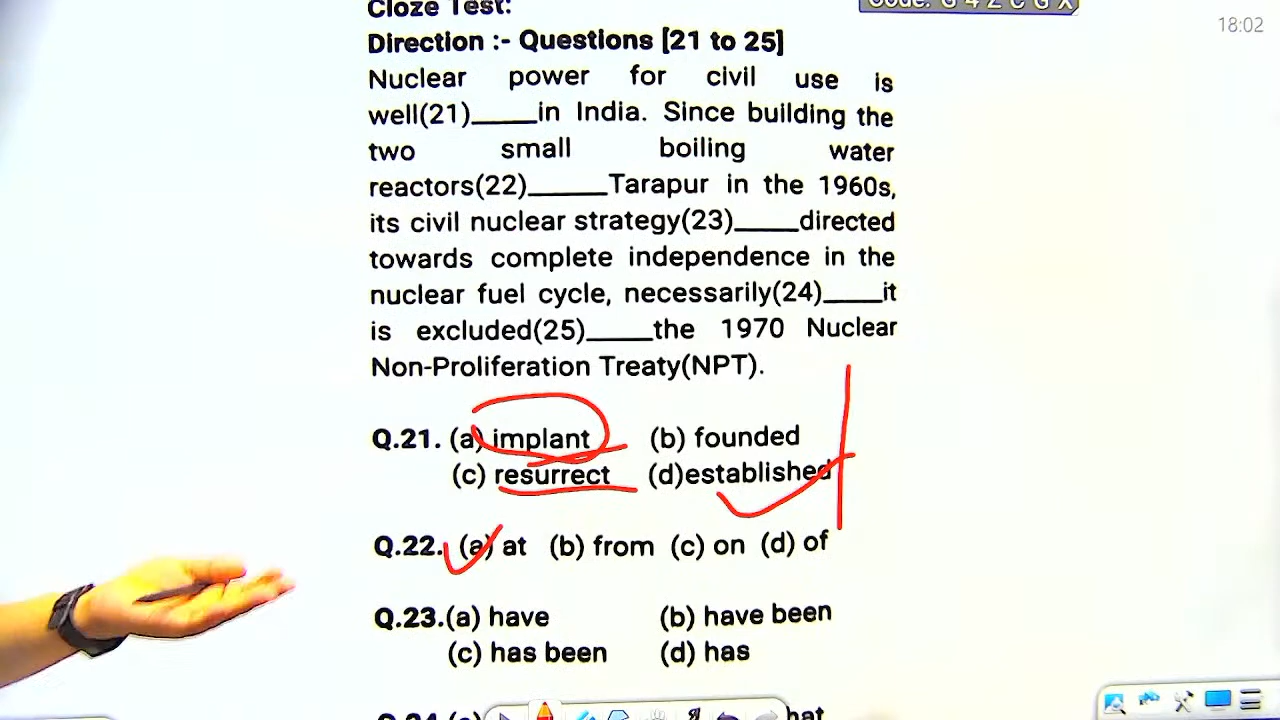 Cloze Test:
Code: G 4 Z C G X
18:02
Direction :- Questions [21 to 25]
Nuclear power for civil use is
well(21)_____in India. Since building the
two small boiling water
reactors(22)______Tarapur in the 1960s,
its civil nuclear strategy(23)_____directed
towards complete independence in the
nuclear fuel cycle, necessarily(24)_____it
is excluded(25)_____the 1970 Nuclear
Non-Proliferation Treaty(NPT).
Q.21. (a) implant (b) founded
(c) resurrect (d)established
Q.22. (a) at (b) from (c) on (d) of
Q.23.(a) have (b) have been
(c) has been (d) has
Q.24 (a) hat